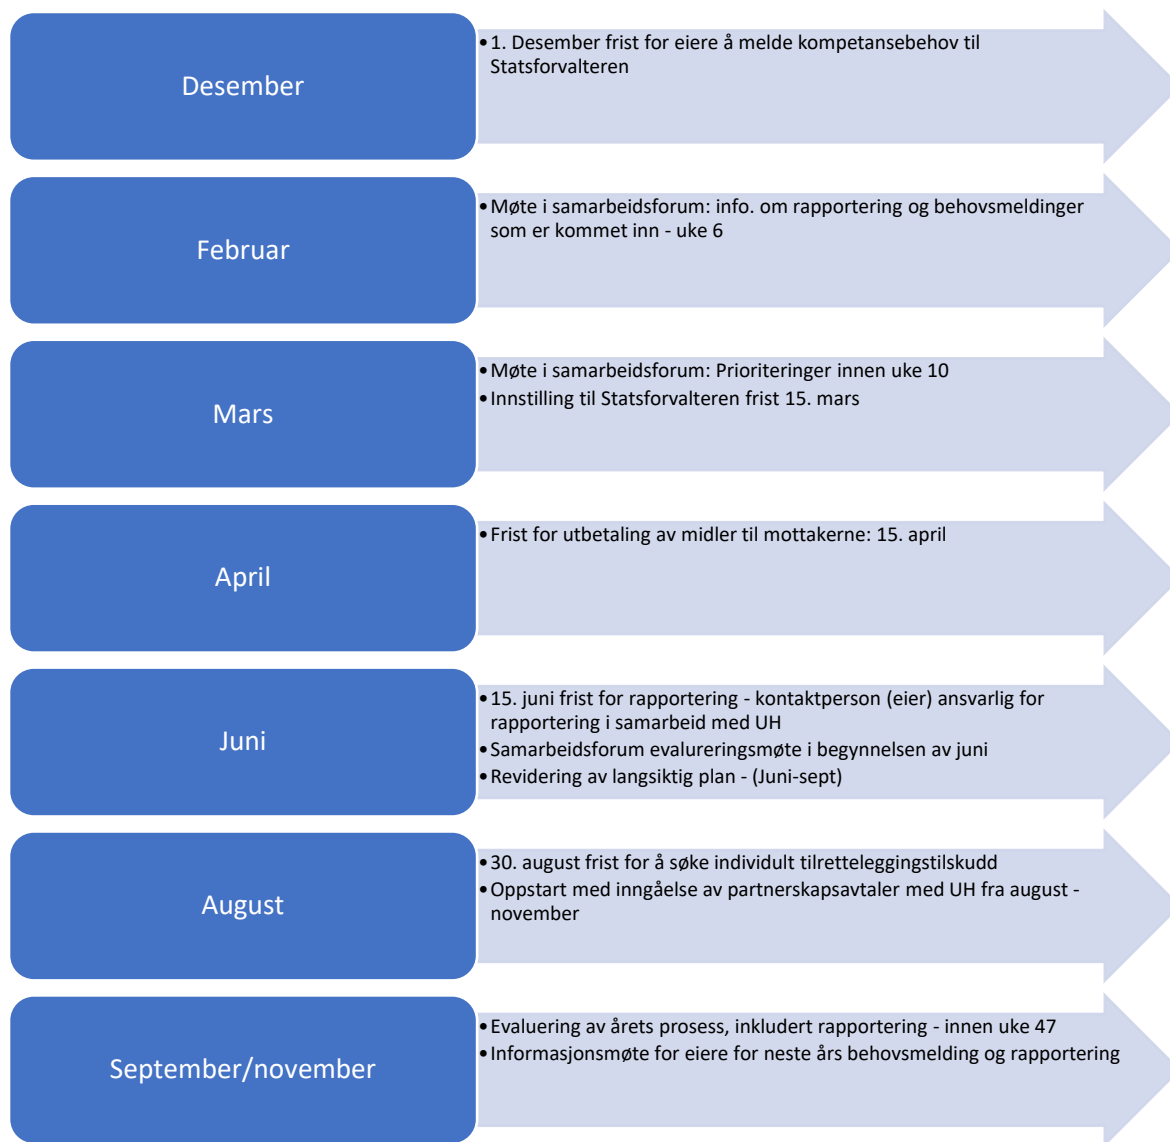 Desember
•1. Desember frist for eiere å melde kompetansebehov til
Statsforvalteren
Februar
•Møte i samarbeidsforum: info. om rapportering og behovsmeldinger
som er kommet inn - uke 6
Mars
•Møte i samarbeidsforum: Prioriteringer innen uke 10
•Innstilling til Statsforvalteren frist 15. mars
April
•Frist for utbetaling av midler til mottakerne: 15. april
Juni
•15. juni frist for rapportering - kontaktperson (eier) ansvarlig for
rapportering i samarbeid med UH
•Samarbeidsforum evalureringsmøte i begynnelsen av juni
•Revidering av langsiktig plan - (Juni-sept)
August
•30. august frist for å søke individult tilretteleggingstilskudd
•Oppstart med inngåelse av partnerskapsavtaler med UH fra august -
november
September/november
•Evaluering av årets prosess, inkludert rapportering - innen uke 47
•Informasjonsmøte for eiere for neste års behovsmelding og rapportering